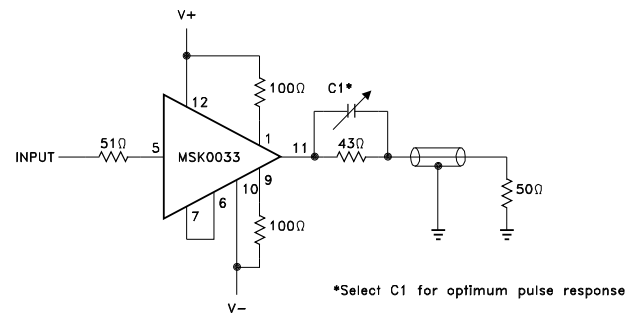 V+
12
100Ω
C1*
1
51Ω
5
INPUT
MSK0033
11
43Ω
10
9
7
6
50Ω
100Ω
V-
*Select C1 for optimum pulse response